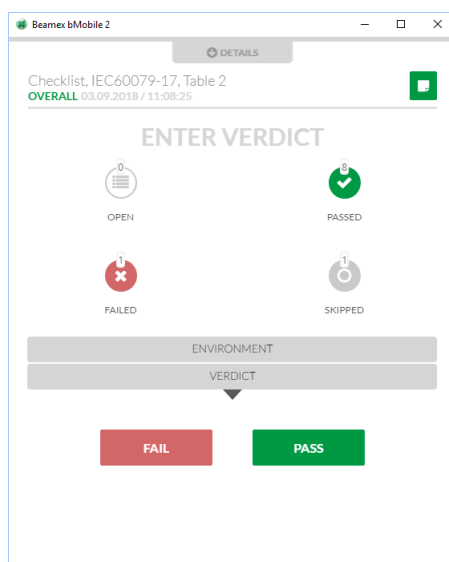 Beamex bMobile 2
DETAILS
Checklist, IEC60079-17, Table 2
OVERALL 03.09.2018 / 11:08:25
ENTER VERDICT
0
8
OPEN
PASSED
1
1
FAILED
SKIPPED
ENVIRONMENT
VERDICT
FAIL
PASS